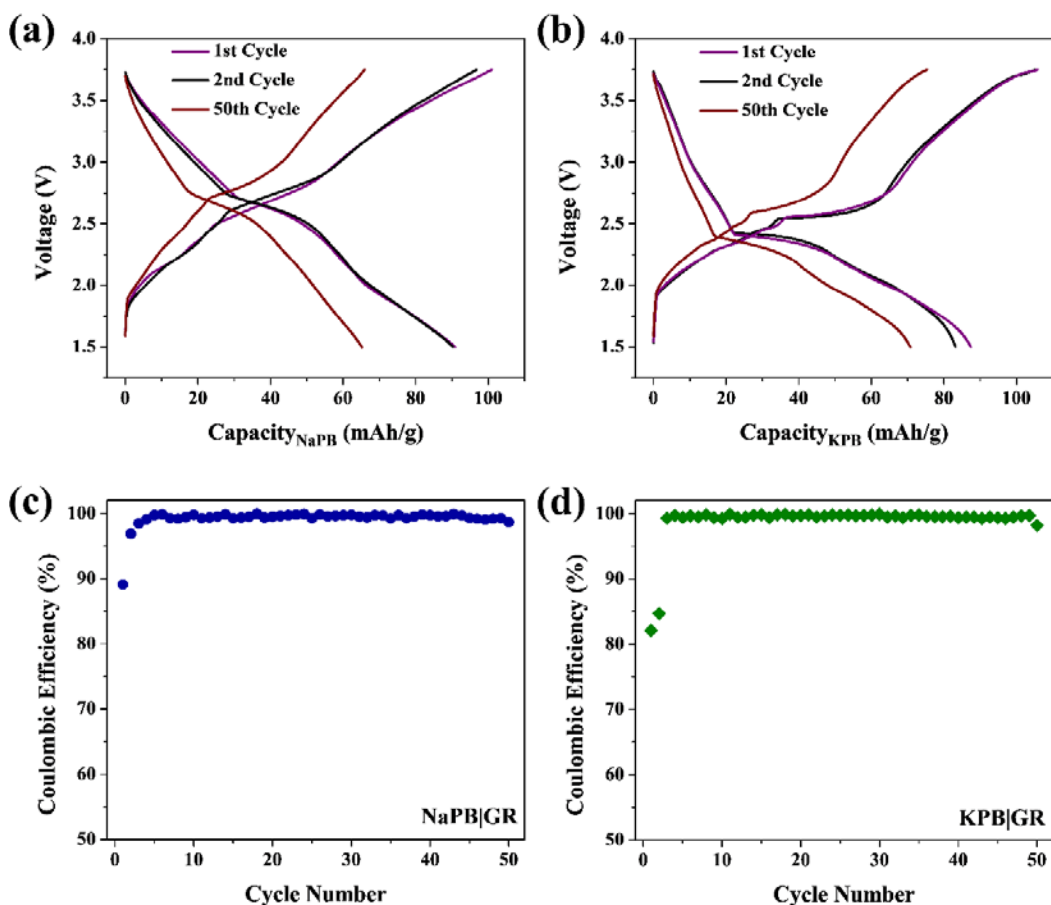 (a)
1st Cycle
2nd Cycle
50th Cycle
4.0
3.5
3.0
2.5
2.0
1.5
Voltage (V)
0 20 40 60 80 100
Capacity_NaPB (mAh/g)
(b)
1st Cycle
2nd Cycle
50th Cycle
4.0
3.5
3.0
2.5
2.0
1.5
Voltage (V)
0 20 40 60 80 100
Capacity_KPB (mAh/g)
(c)
100
90
80
70
60
50
Coulombic Efficiency (%)
NaPB|GR
0 10 20 30 40 50
Cycle Number
(d)
100
90
80
70
60
50
Coulombic Efficiency (%)
KPB|GR
0 10 20 30 40 50
Cycle Number